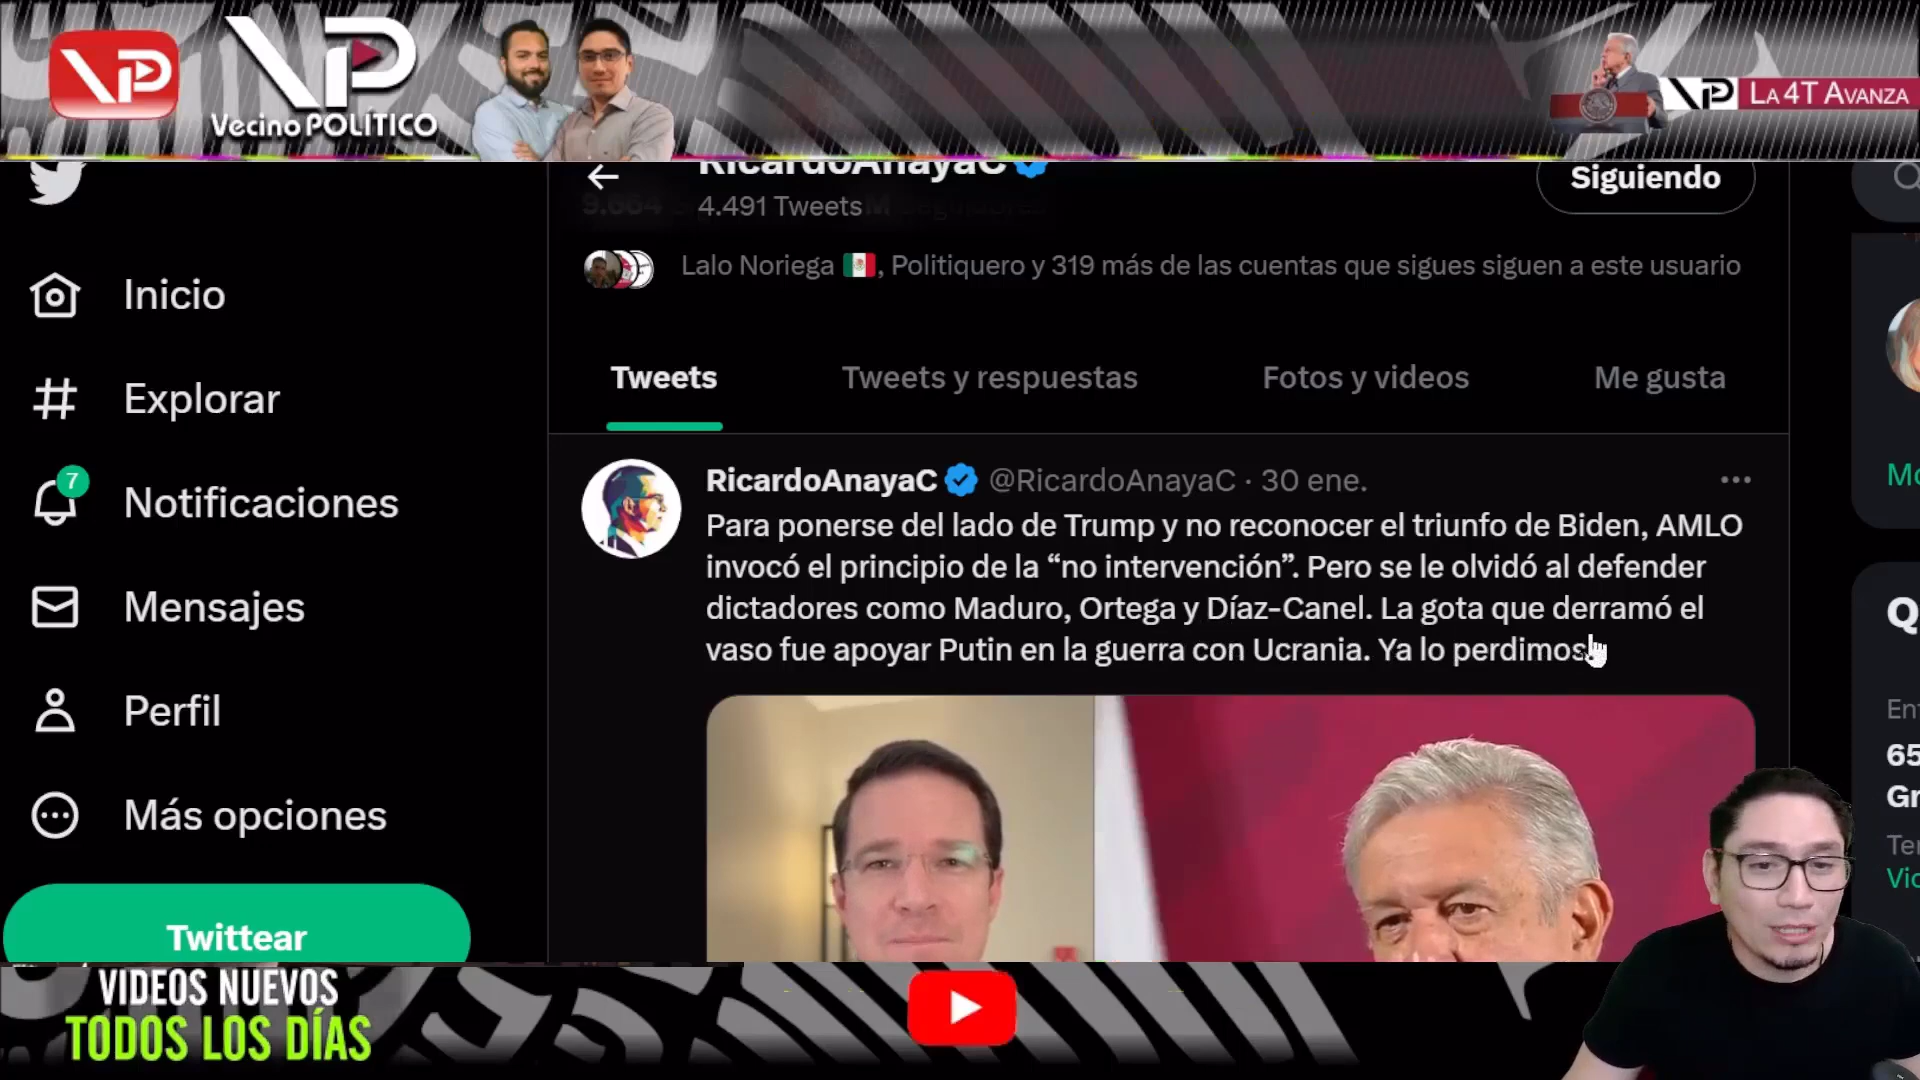 VP
VP
Vecino POLÍTICO
VP LA 4T AVANZA
RicardoAnayaC
4.491 Tweets
Siguiendo
9.664
Lalo Noriega 🇲🇽, Politiquero y 319 más de las cuentas que sigues siguen a este usuario
Inicio
Explorar
7
Notificaciones
Mensajes
Perfil
Más opciones
Twittear
Tweets
Tweets y respuestas
Fotos y videos
Me gusta
RicardoAnayaC @RicardoAnayaC · 30 ene.
Para ponerse del lado de Trump y no reconocer el triunfo de Biden, AMLO
invocó el principio de la “no intervención”. Pero se le olvidó al defender
dictadores como Maduro, Ortega y Díaz-Canel. La gota que derramó el
vaso fue apoyar Putin en la guerra con Ucrania. Ya lo perdimos.
VIDEOS NUEVOS
TODOS LOS DÍAS